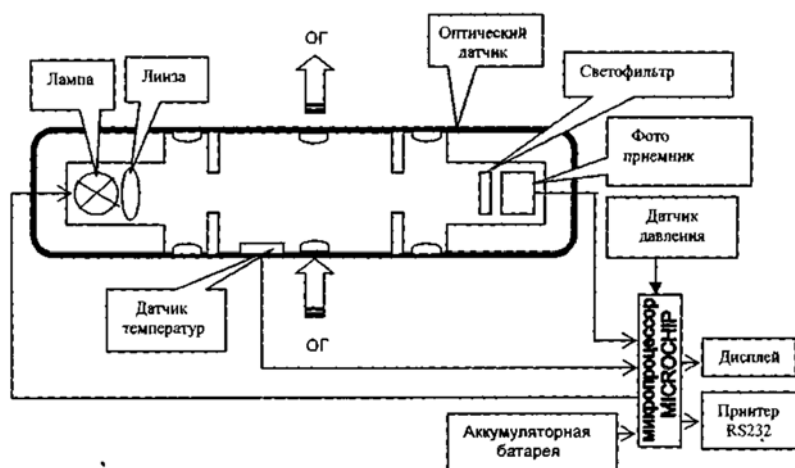 ОГ
Оптический
датчик
Светофильтр
Лампа
Линза
Фото
приемник
Датчик
давления
Датчик
температур
ОГ
микропроцессор
MICROCHIP
Дисплей
Принтер
RS232
Аккумуляторная
батарея